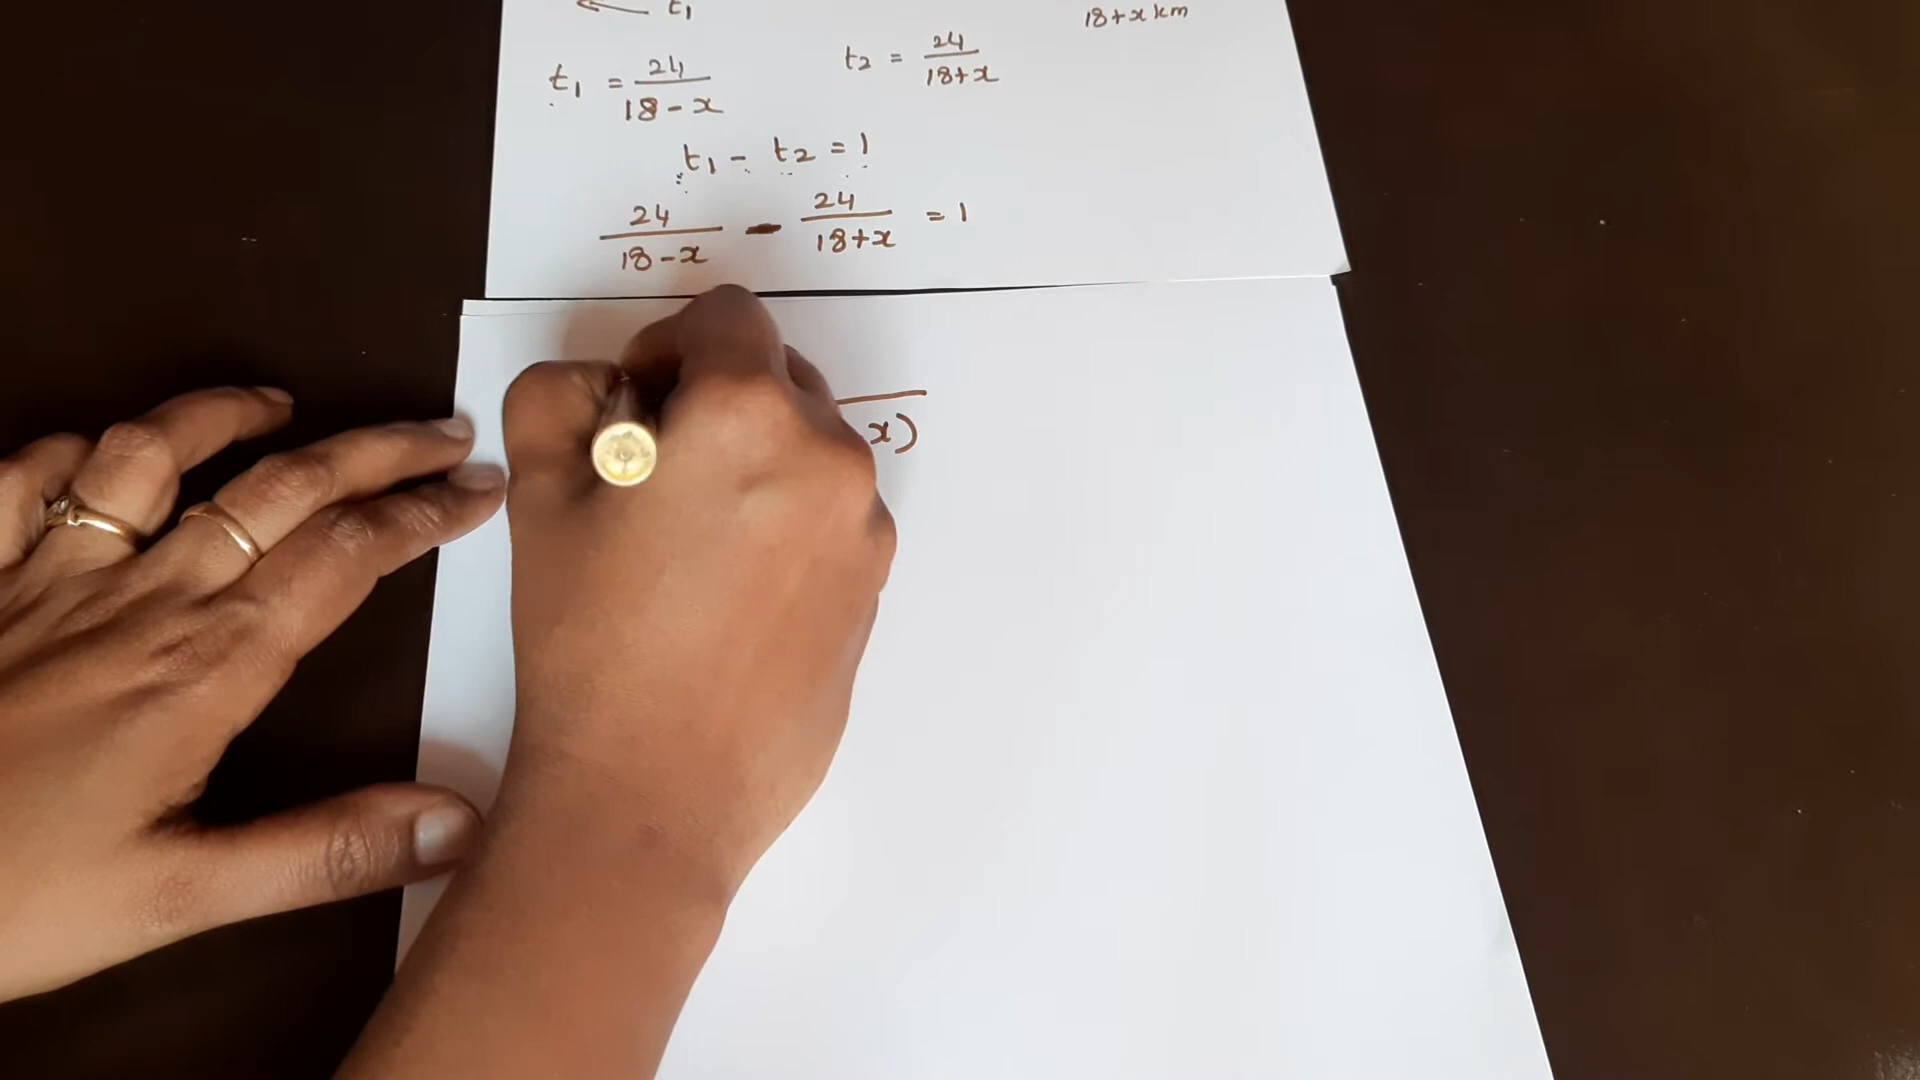 t₁ 18+x km
t₁ = 24/(18-x) t₂ = 24/(18+x)
t₁ - t₂ = 1
24/(18-x) - 24/(18+x) = 1
x)